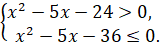 x² − 5x − 24 > 0,
x² − 5x − 36 ≤ 0.